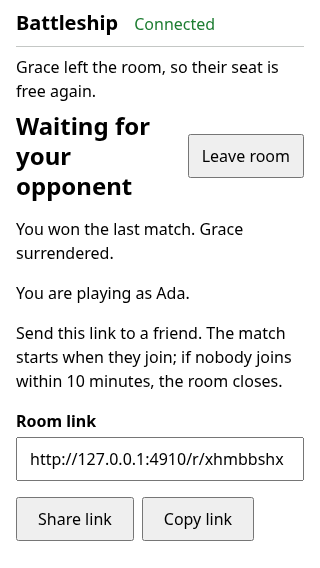 Battleship Connected
Grace left the room, so their seat is
free again.
Waiting for
your
opponent
Leave room
You won the last match. Grace
surrendered.
You are playing as Ada.
Send this link to a friend. The match
starts when they join; if nobody joins
within 10 minutes, the room closes.
Room link
http://127.0.0.1:4910/r/xhmbbshx
Share link Copy link